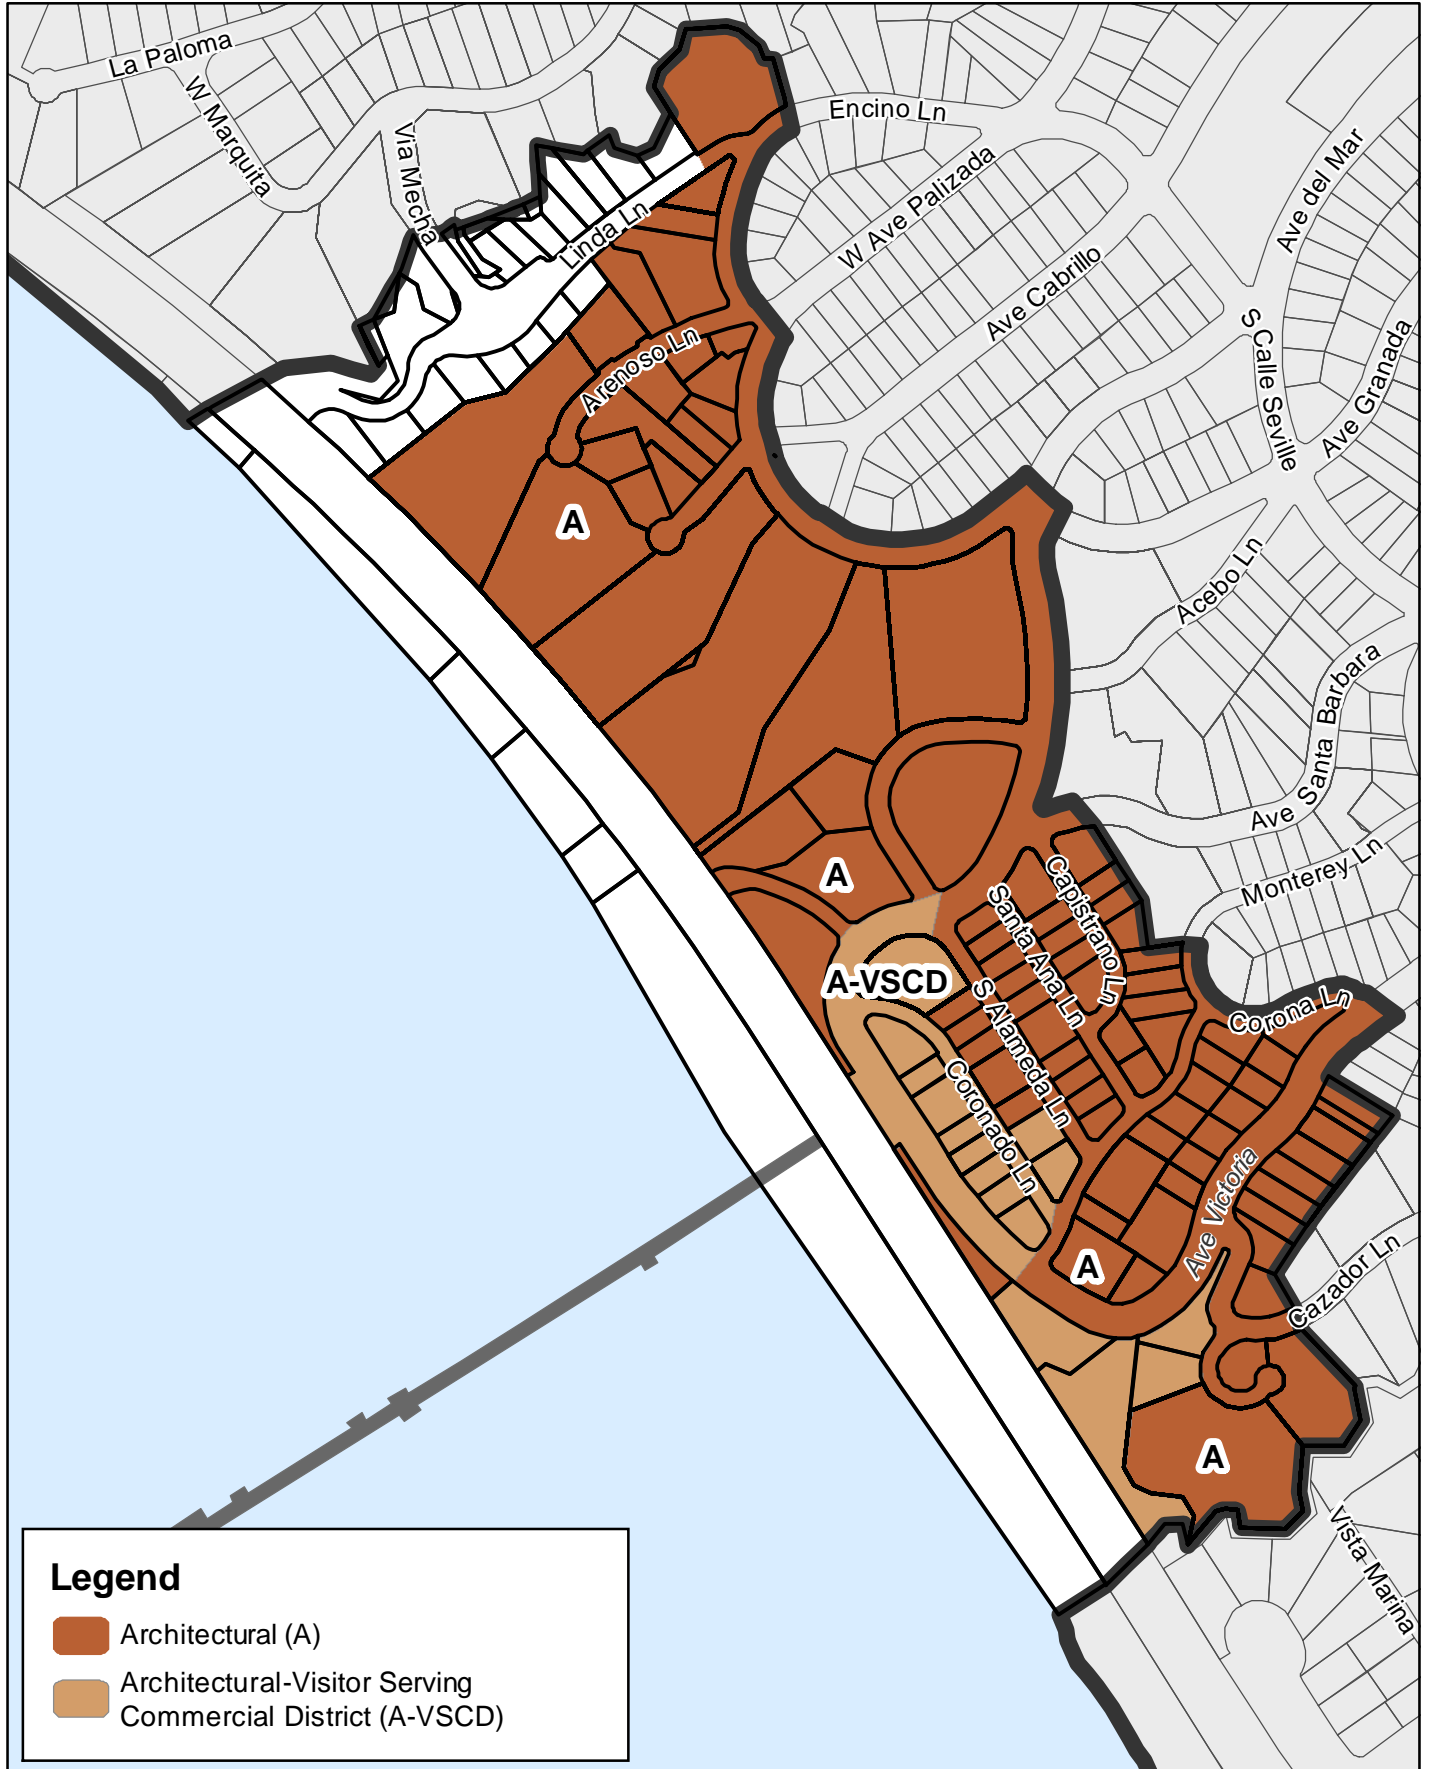 La Paloma
W Marquita
Via Mecha
Encino Ln
W Ave Palizada
Ave del Mar
Linda Ln
Ave Cabrillo
S Calle Seville
Ave Granada
Arenoso Ln
A
Acebo Ln
Ave Santa Barbara
Monterey Ln
A
Capistrano Ln
Santa Ana Ln
A-VSCD
S Alameda Ln
Corona Ln
Coronado Ln
Ave Victoria
A
Cazador Ln
A
Vista Marina
Legend
Architectural (A)
Architectural-Visitor Serving
Commercial District (A-VSCD)